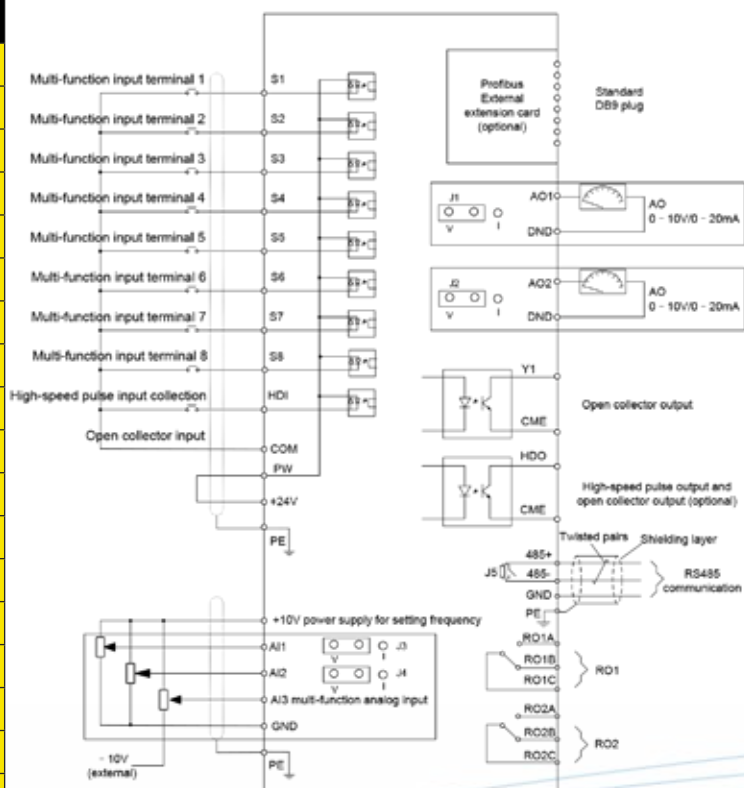 Multi-function input terminal 1
S1
Multi-function input terminal 2
S2
Multi-function input terminal 3
S3
Multi-function input terminal 4
S4
Multi-function input terminal 5
S5
Multi-function input terminal 6
S6
Multi-function input terminal 7
S7
Multi-function input terminal 8
S8
High-speed pulse input collection
HDI
Open collector input
COM
PW
+24V
PE
+10V power supply for setting frequency
AI1
J3
V
I
AI2
J4
V
I
AI3 multi-function analog input
GND
- 10V
(external)
PE
Profibus
External
extension card
(optional)
Standard
DB9 plug
J1
V
I
AO1
DND
AO
0 - 10V/0 - 20mA
J2
V
I
AO2
DND
AO
0 - 10V/0 - 20mA
Y1
CME
Open collector output
HDO
CME
High-speed pulse output and
open collector output (optional)
Twisted pairs
Shielding layer
485+
J5
485-
GND
PE
RS485
communication
RO1A
RO1B
RO1C
RO1
RO2A
RO2B
RO2C
RO2